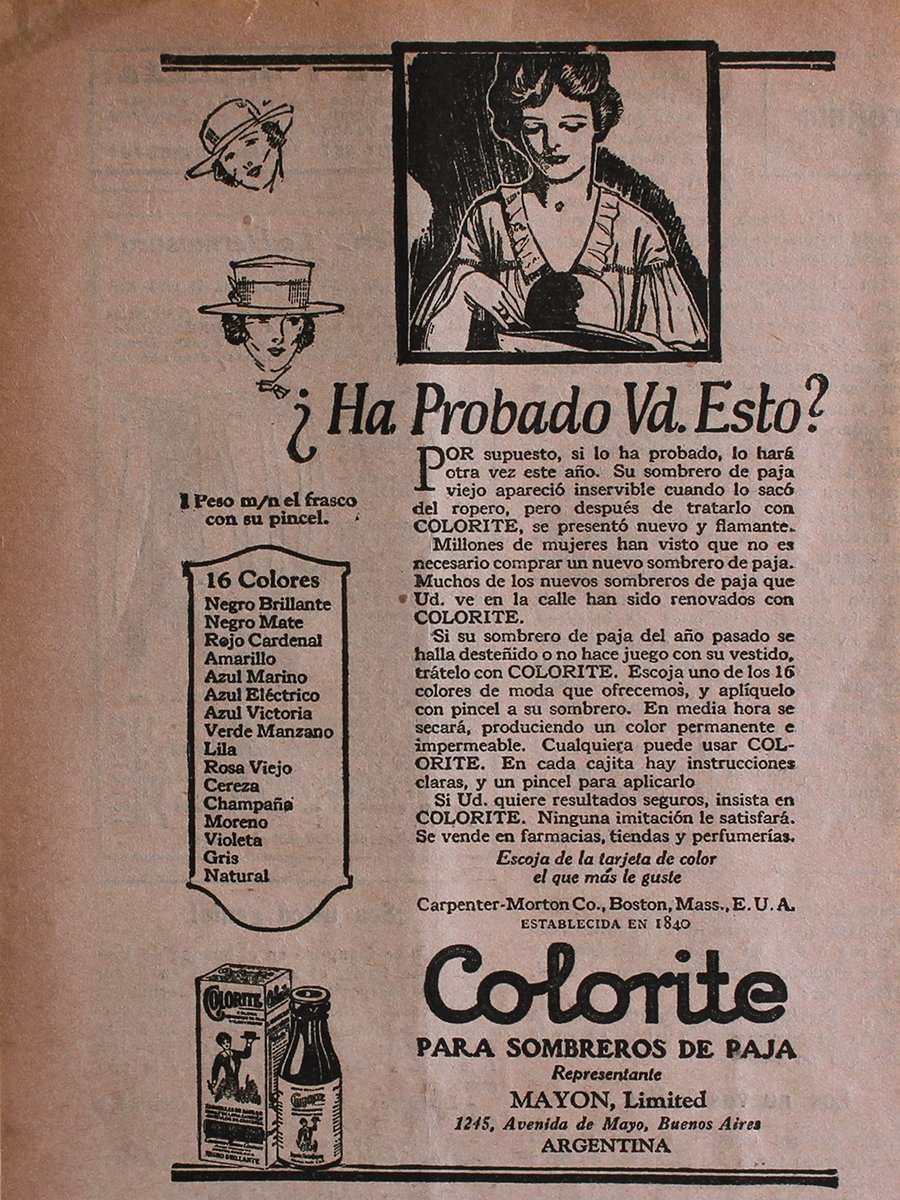 ¿Ha Probado Vd. Esto?
1 Peso m/n el frasco
con su pincel.
16 Colores
Negro Brillante
Negro Mate
Rojo Cardenal
Amarillo
Azul Marino
Azul Eléctrico
Azul Victoria
Verde Manzano
Lila
Rosa Viejo
Cereza
Champaña
Moreno
Violeta
Gris
Natural
POR supuesto, si lo ha probado, lo hará
otra vez este año. Su sombrero de paja
viejo apareció inservible cuando lo sacó
del ropero, pero después de tratarlo con
COLORITE, se presentó nuevo y flamante.
Millones de mujeres han visto que no es
necesario comprar un nuevo sombrero de paja.
Muchos de los nuevos sombreros de paja que
Ud. ve en la calle han sido renovados con
COLORITE.
Si su sombrero de paja del año pasado se
halla desteñido o no hace juego con su vestido,
trátelo con COLORITE. Escoja uno de los 16
colores de moda que ofrecemos, y aplíquelo
con pincel a su sombrero. En media hora se
secará, produciendo un color permanente e
impermeable. Cualquiera puede usar COL-
ORITE. En cada cajita hay instrucciones
claras, y un pincel para aplicarlo
Si Ud. quiere resultados seguros, insista en
COLORITE. Ninguna imitación le satisfará.
Se vende en farmacias, tiendas y perfumerías.
Escoja de la tarjeta de color
el que más le guste
Carpenter-Morton Co., Boston, Mass., E. U. A.
ESTABLECIDA EN 1840
COLORITE
NEGRO BRILLANTE
Colorite
PARA SOMBREROS DE PAJA
Representante
MAYON, Limited
1245, Avenida de Mayo, Buenos Aires
ARGENTINA